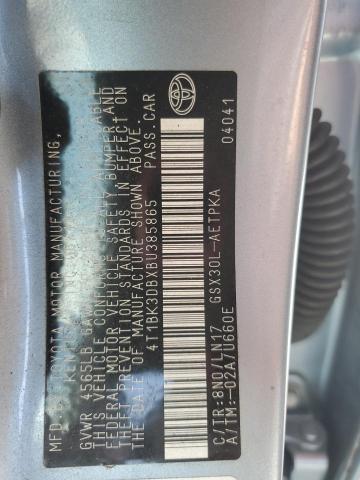 MFD. BY: TOYOTA MOTOR MANUFACTURING,
GVWR 4565LB
THIS VEHICLE CONFORMS TO ALL APPLICABLE
FEDERAL MOTOR VEHICLE SAFETY, BUMPER, AND
THEFT PREVENTION STANDARDS IN EFFECT ON
THE DATE OF MANUFACTURE SHOWN ABOVE.
4T1BK3DBXBU385865 PASS.CAR
GSX30L-AETPKA
C/TR:8N0/LN17 04041
A/TM:-02A/U660E